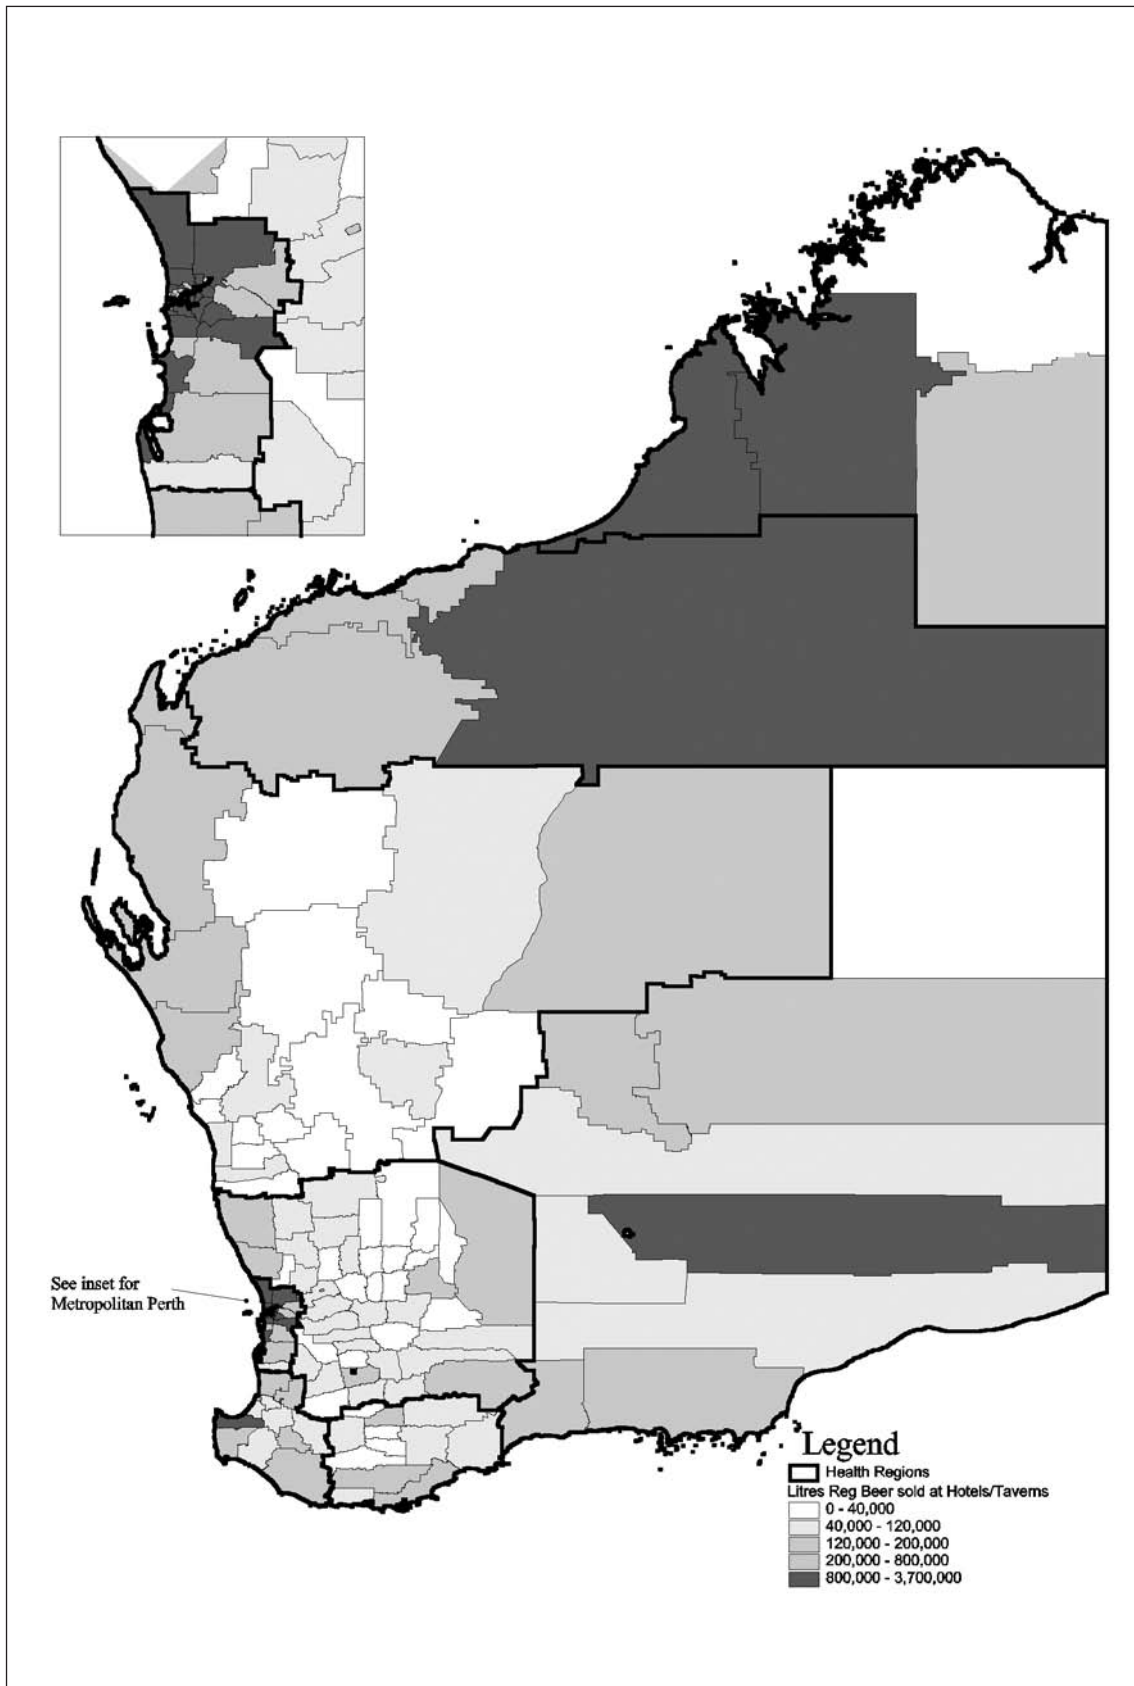 See inset for
Metropolitan Perth
Legend
Health Regions
Litres Reg Beer sold at Hotels/Taverns
0 - 40,000
40,000 - 120,000
120,000 - 200,000
200,000 - 800,000
800,000 - 3,700,000